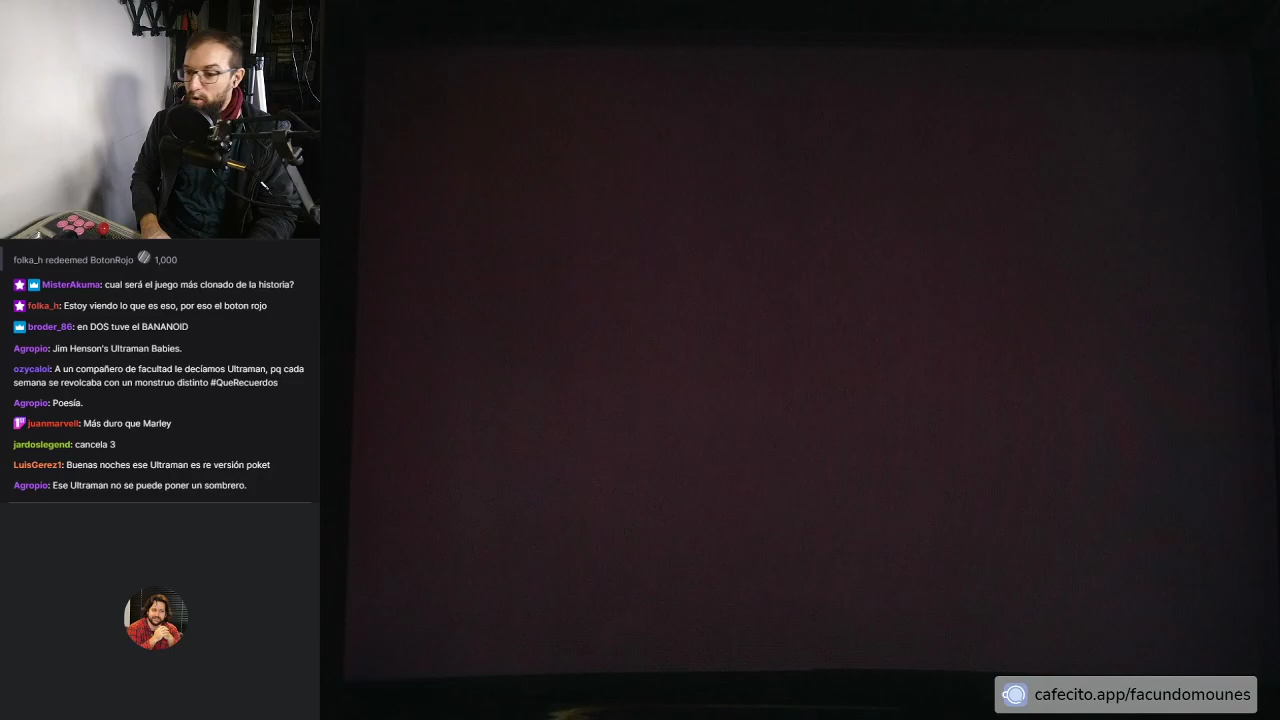 folka_h redeemed BotonRojo 1,000
MisterAkuma: cual será el juego más clonado de la historia?
folka_h: Estoy viendo lo que es eso, por eso el boton rojo
broder_86: en DOS tuve el BANANOID
Agropio: Jim Henson's Ultraman Babies.
ozycaloi: A un compañero de facultad le decíamos Ultraman, pq cada
semana se revolcaba con un monstruo distinto #QueRecuerdos
Agropio: Poesía.
juanmarvell: Más duro que Marley
jardoslegend: cancela 3
LuisGerez1: Buenas noches ese Ultraman es re versión poket
Agropio: Ese Ultraman no se puede poner un sombrero.
cafecito.app/facundomounes